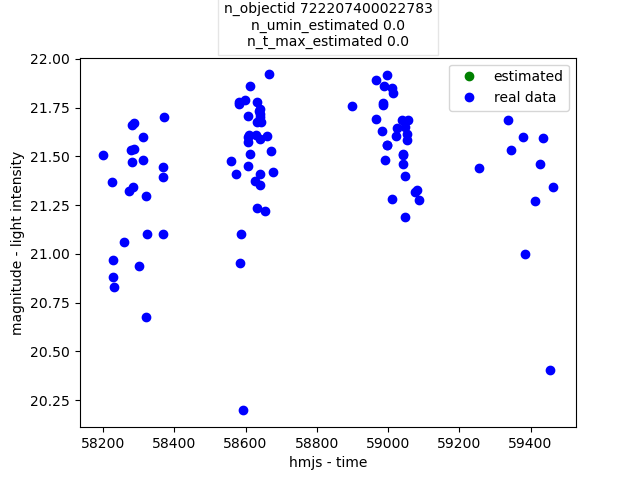 n_objectid 722207400022783
n_umin_estimated 0.0
n_t_max_estimated 0.0
22.00
21.75
21.50
21.25
21.00
20.75
20.50
20.25
magnitude - light intensity
estimated
real data
58200 58400 58600 58800 59000 59200 59400
hmjs - time